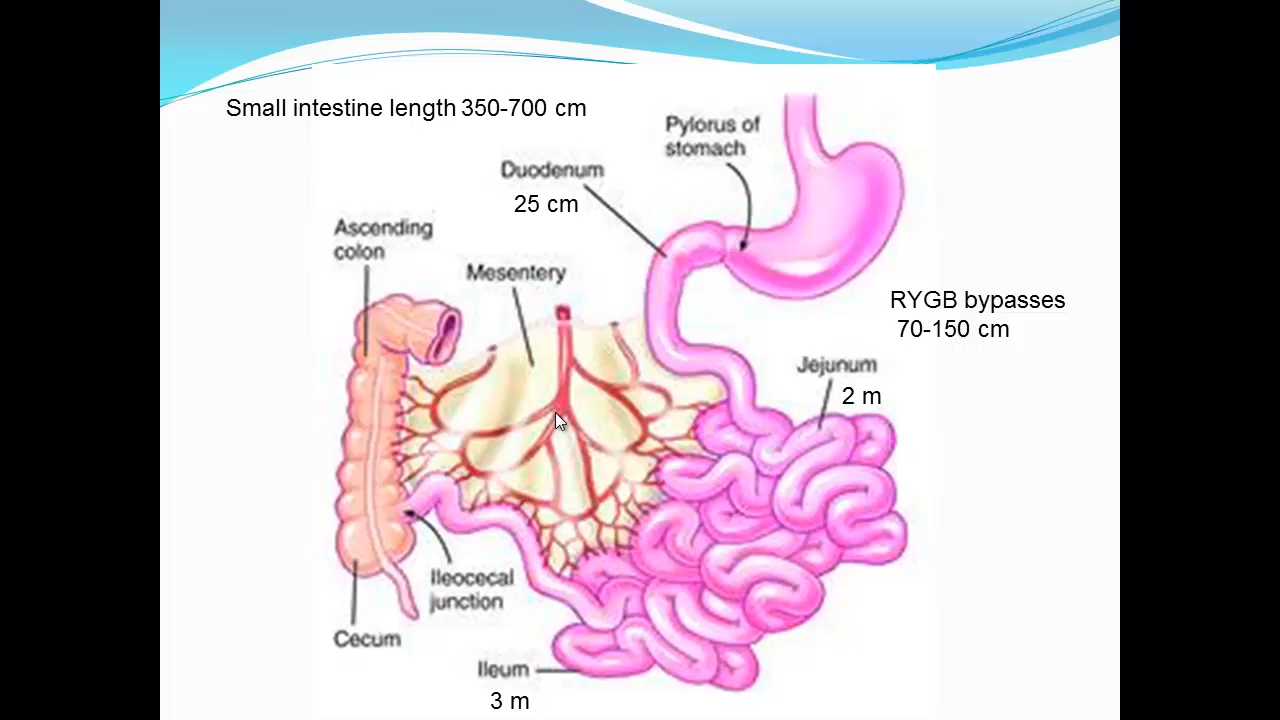 Small intestine length 350-700 cm
Pylorus of
stomach
Duodenum
25 cm
Ascending
colon
Mesentery
RYGB bypasses
70-150 cm
Jejunum
2 m
Ileocecal
junction
Cecum
Ileum
3 m